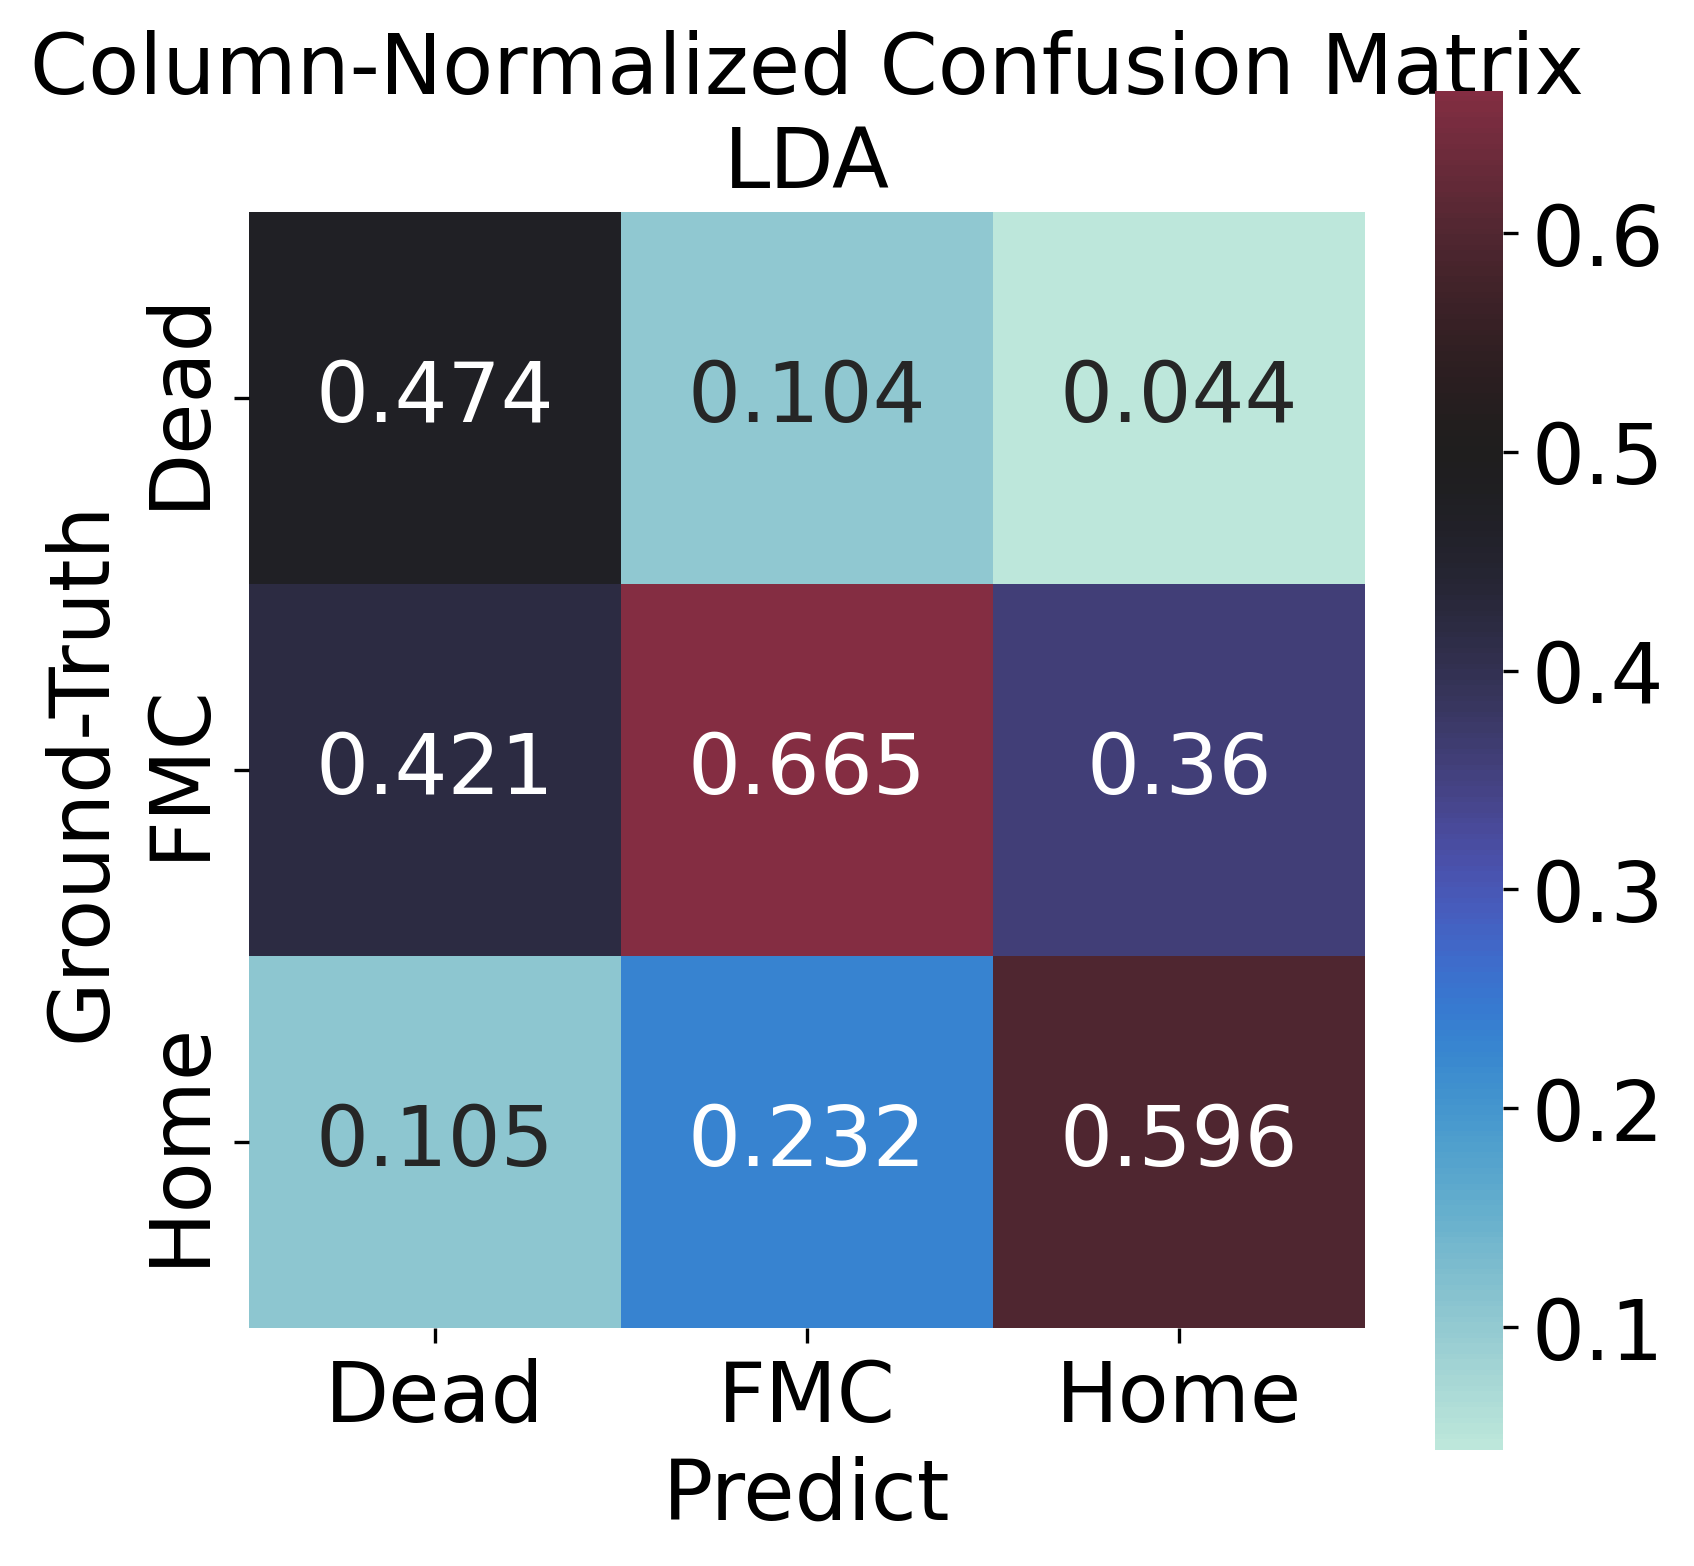 Column-Normalized Confusion Matrix
LDA
Ground-Truth
Dead
0.474 0.104 0.044
FMC
0.421 0.665 0.36
Home
0.105 0.232 0.596
Dead FMC Home
Predict
0.6
0.5
0.4
0.3
0.2
0.1